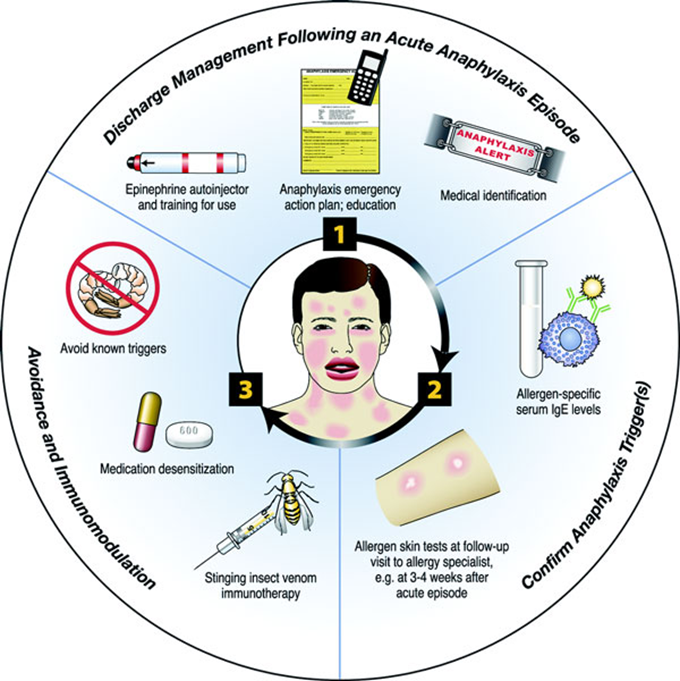 Discharge Management Following an Acute Anaphylaxis Episode
ANAPHYLAXIS
ALERT
Epinephrine autoinjector
and training for use
Anaphylaxis emergency
action plan; education
Medical identification
1
Avoid known triggers
Allergen-specific
serum IgE levels
3
2
Avoidance and Immunomodulation
Confirm Anaphylaxis Trigger(s)
600
Medication desensitization
Stinging insect venom
immunotherapy
Allergen skin tests at follow-up
visit to allergy specialist,
e.g. at 3-4 weeks after
acute episode